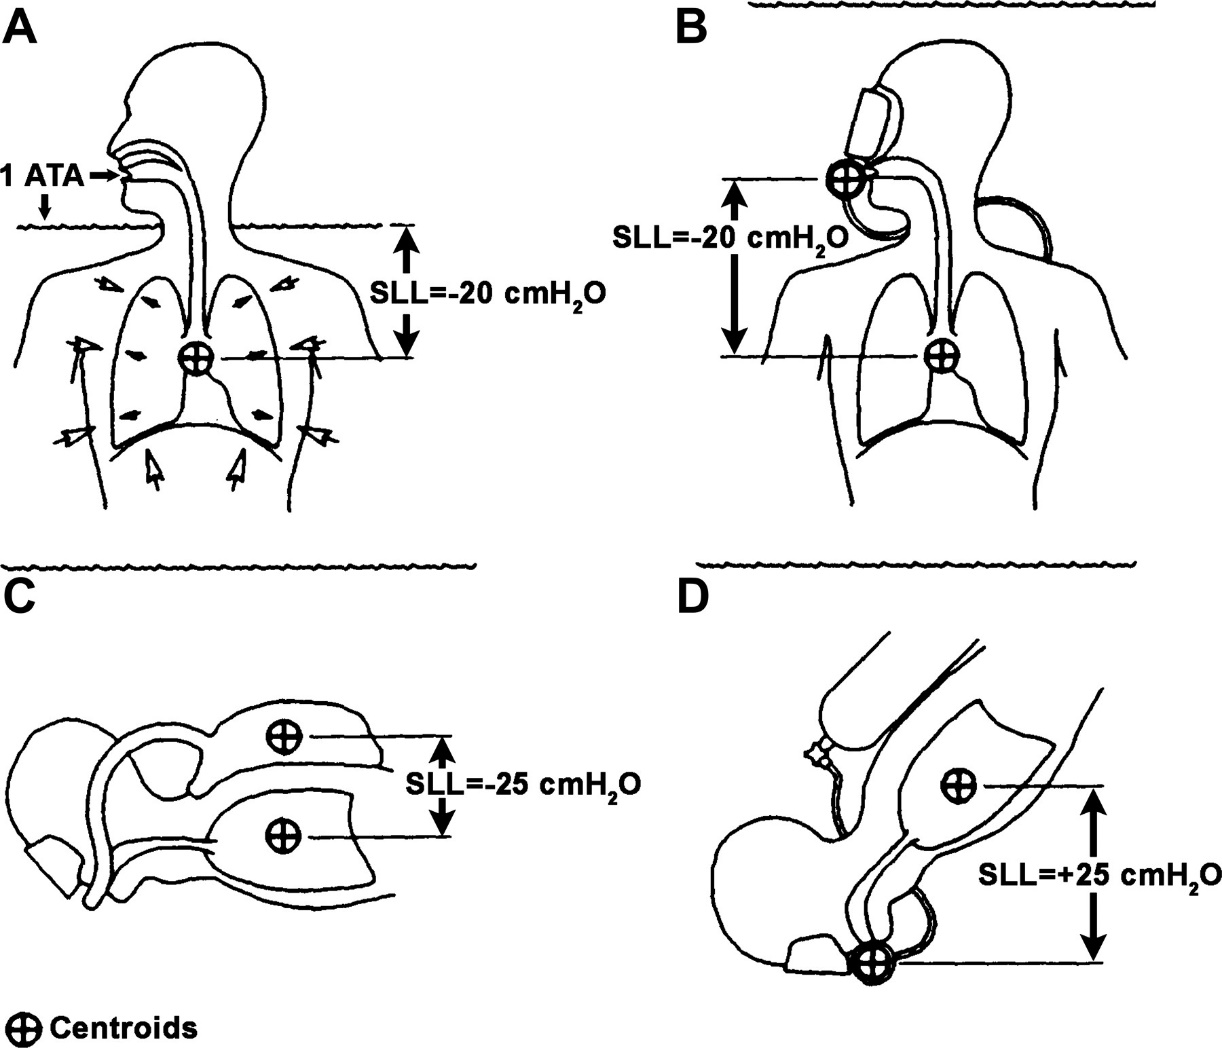 A
B
1 ATA
SLL=-20 cmH₂O
SLL=-20 cmH₂O
C
D
SLL=-25 cmH₂O
SLL=+25 cmH₂O
Centroids